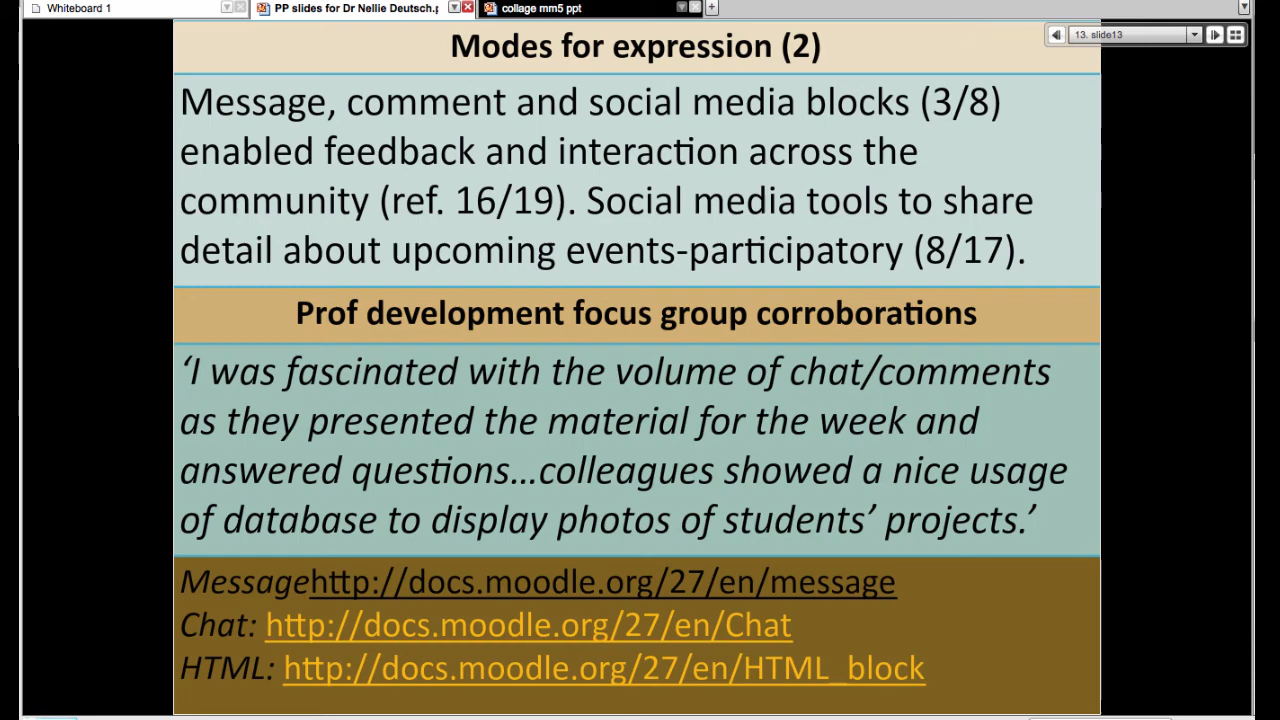 Whiteboard 1
PP slides for Dr Nellie Deutsch.p
collage mm5 ppt
13. slide13
Modes for expression (2)
Message, comment and social media blocks (3/8)
enabled feedback and interaction across the
community (ref. 16/19). Social media tools to share
detail about upcoming events-participatory (8/17).
Prof development focus group corroborations
‘I was fascinated with the volume of chat/comments
as they presented the material for the week and
answered questions…colleagues showed a nice usage
of database to display photos of students’ projects.’
Messagehttp://docs.moodle.org/27/en/message
Chat: http://docs.moodle.org/27/en/Chat
HTML: http://docs.moodle.org/27/en/HTML_block